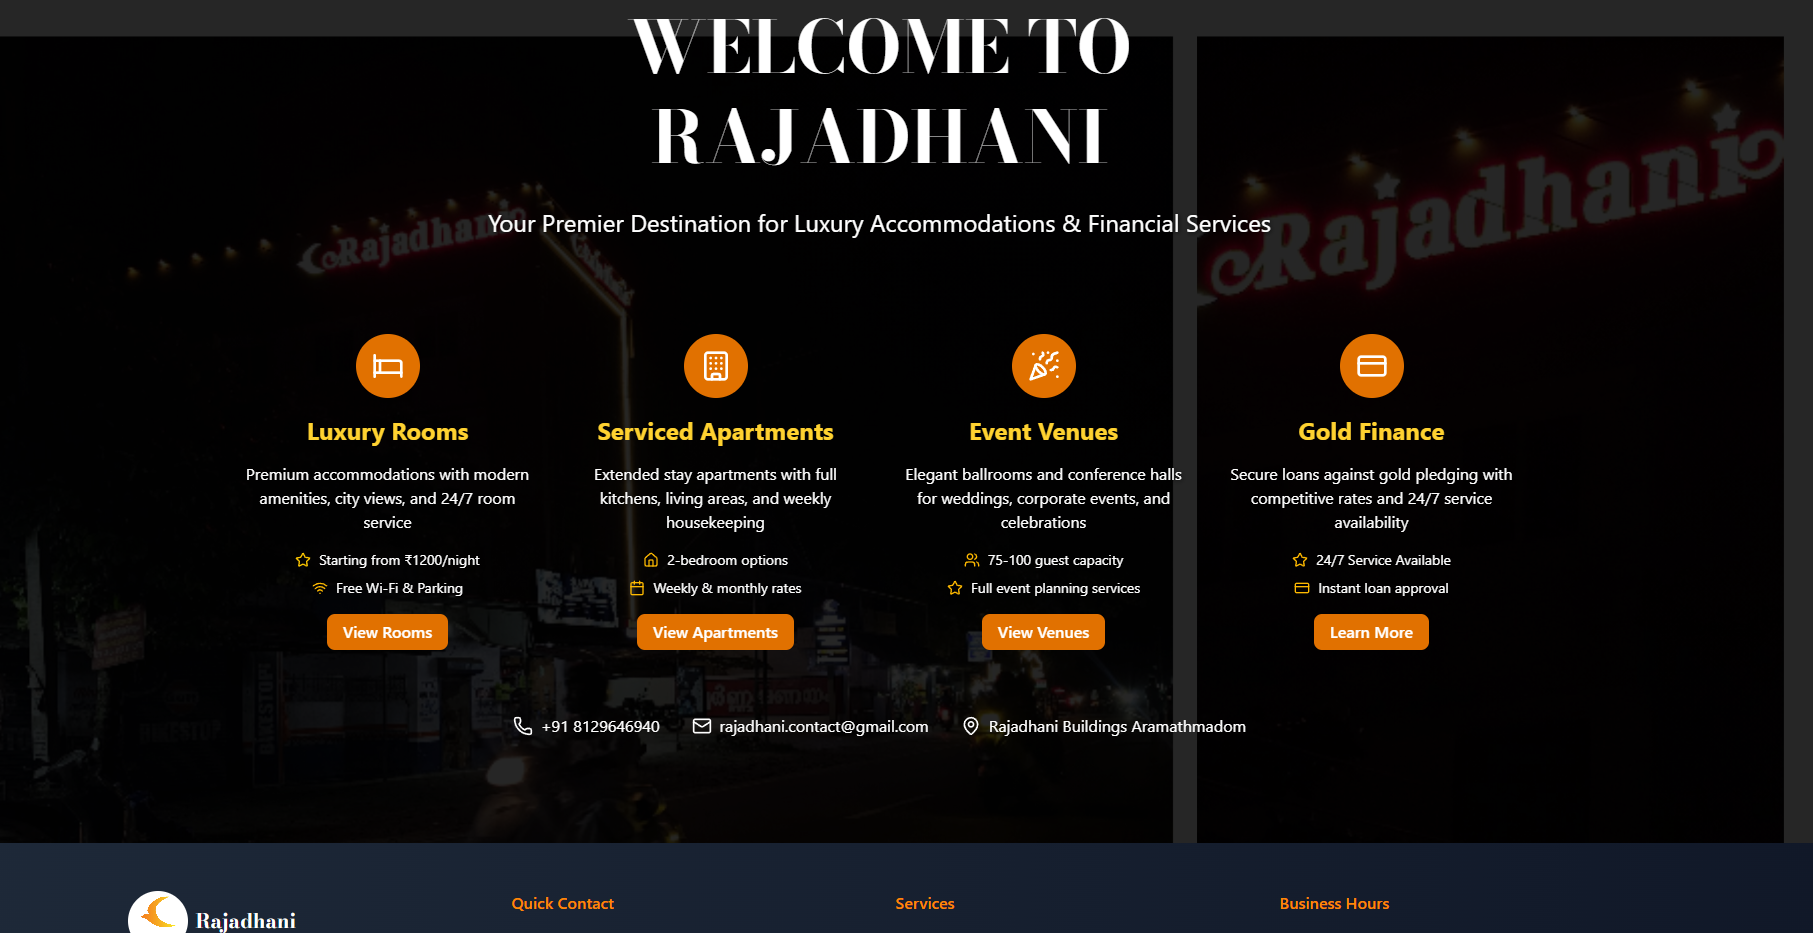 WELCOME TO
RAJADHANI
Your Premier Destination for Luxury Accommodations & Financial Services
Rajadhani
Rajadhani
Luxury Rooms
Premium accommodations with modern
amenities, city views, and 24/7 room
service
Starting from ₹1200/night
Free Wi-Fi & Parking
View Rooms
Serviced Apartments
Extended stay apartments with full
kitchens, living areas, and weekly
housekeeping
2-bedroom options
Weekly & monthly rates
View Apartments
Event Venues
Elegant ballrooms and conference halls
for weddings, corporate events, and
celebrations
75-100 guest capacity
Full event planning services
View Venues
Gold Finance
Secure loans against gold pledging with
competitive rates and 24/7 service
availability
24/7 Service Available
Instant loan approval
Learn More
+91 8129646940
rajadhani.contact@gmail.com
Rajadhani Buildings Aramathmadom
Rajadhani
Quick Contact
Services
Business Hours